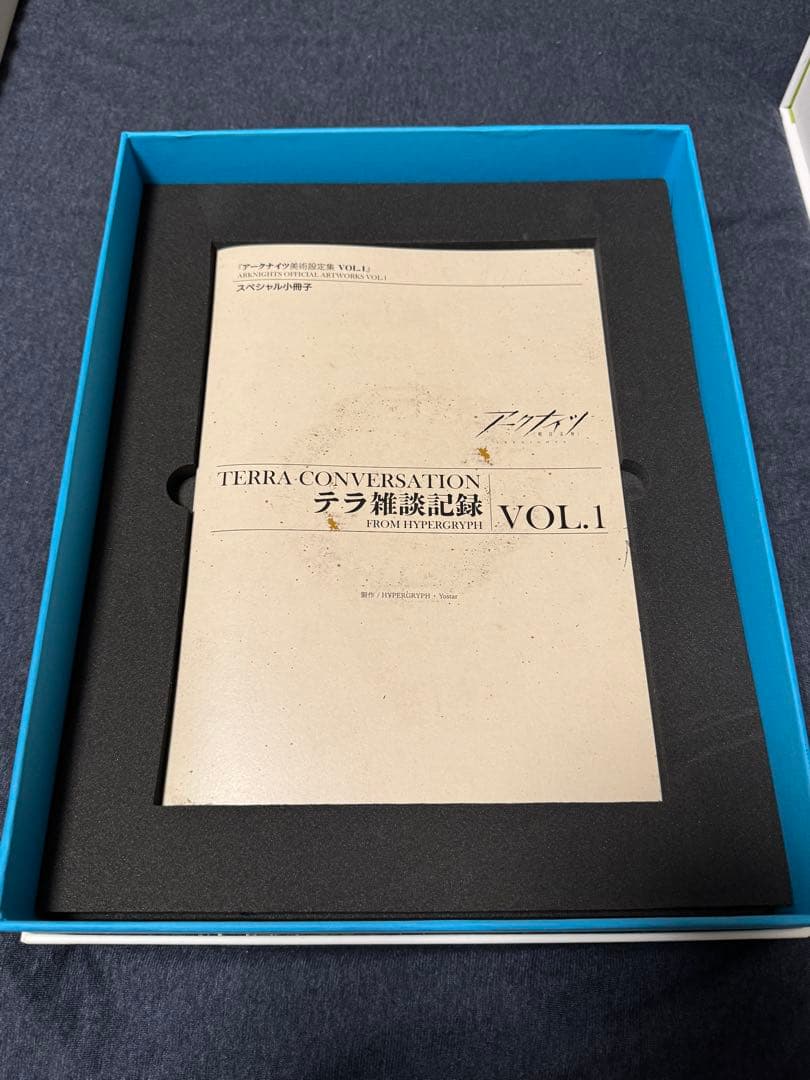 『アークナイツ美術設定集 VOL.1』
ARKNIGHTS OFFICIAL ARTWORKS VOL.1
スペシャル小冊子
アークナイツ
TERRA CONVERSATION
テラ雑談記録
FROM HYPERGRYPH
VOL.1
製作 / HYPERGRYPH・Yostar